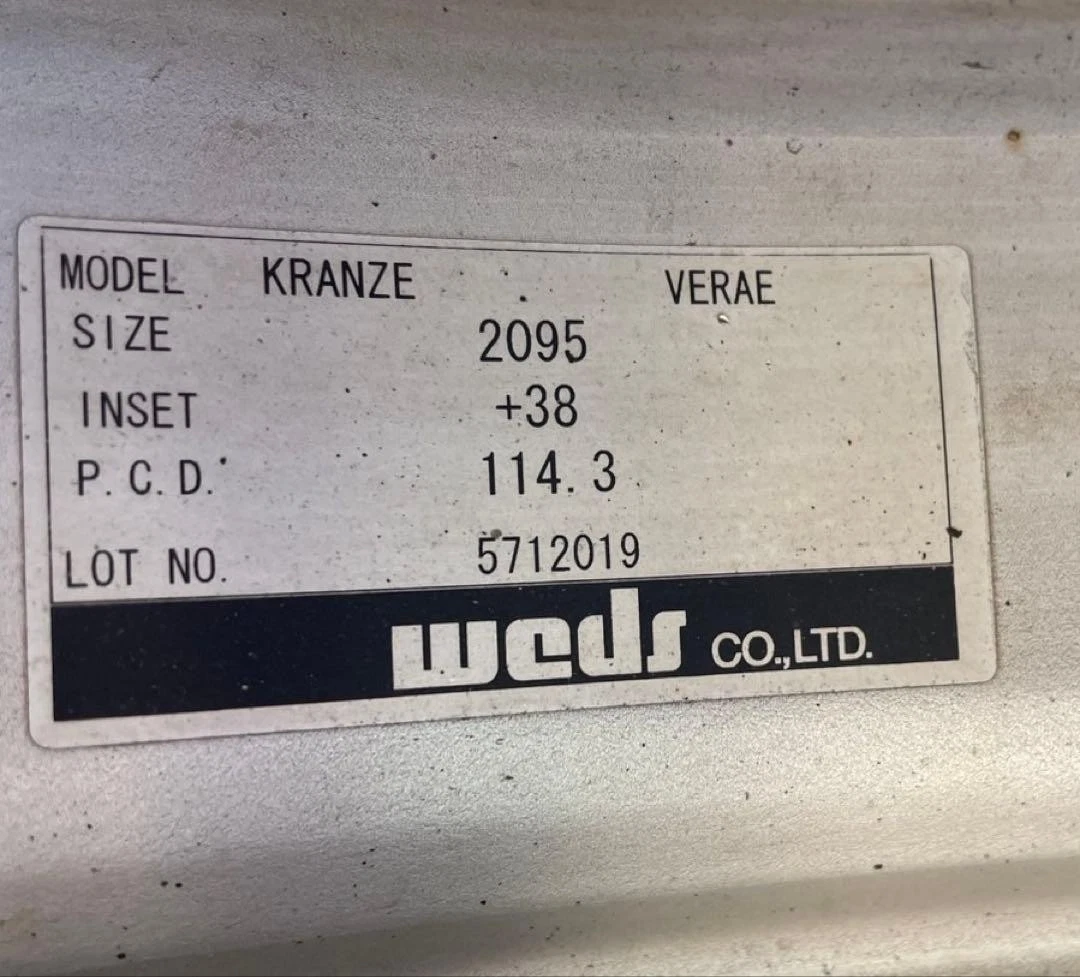 MODEL KRANZE VERAE
SIZE 2095
INSET +38
P.C.D. 114.3
LOT NO. 5712019
weds CO.,LTD.